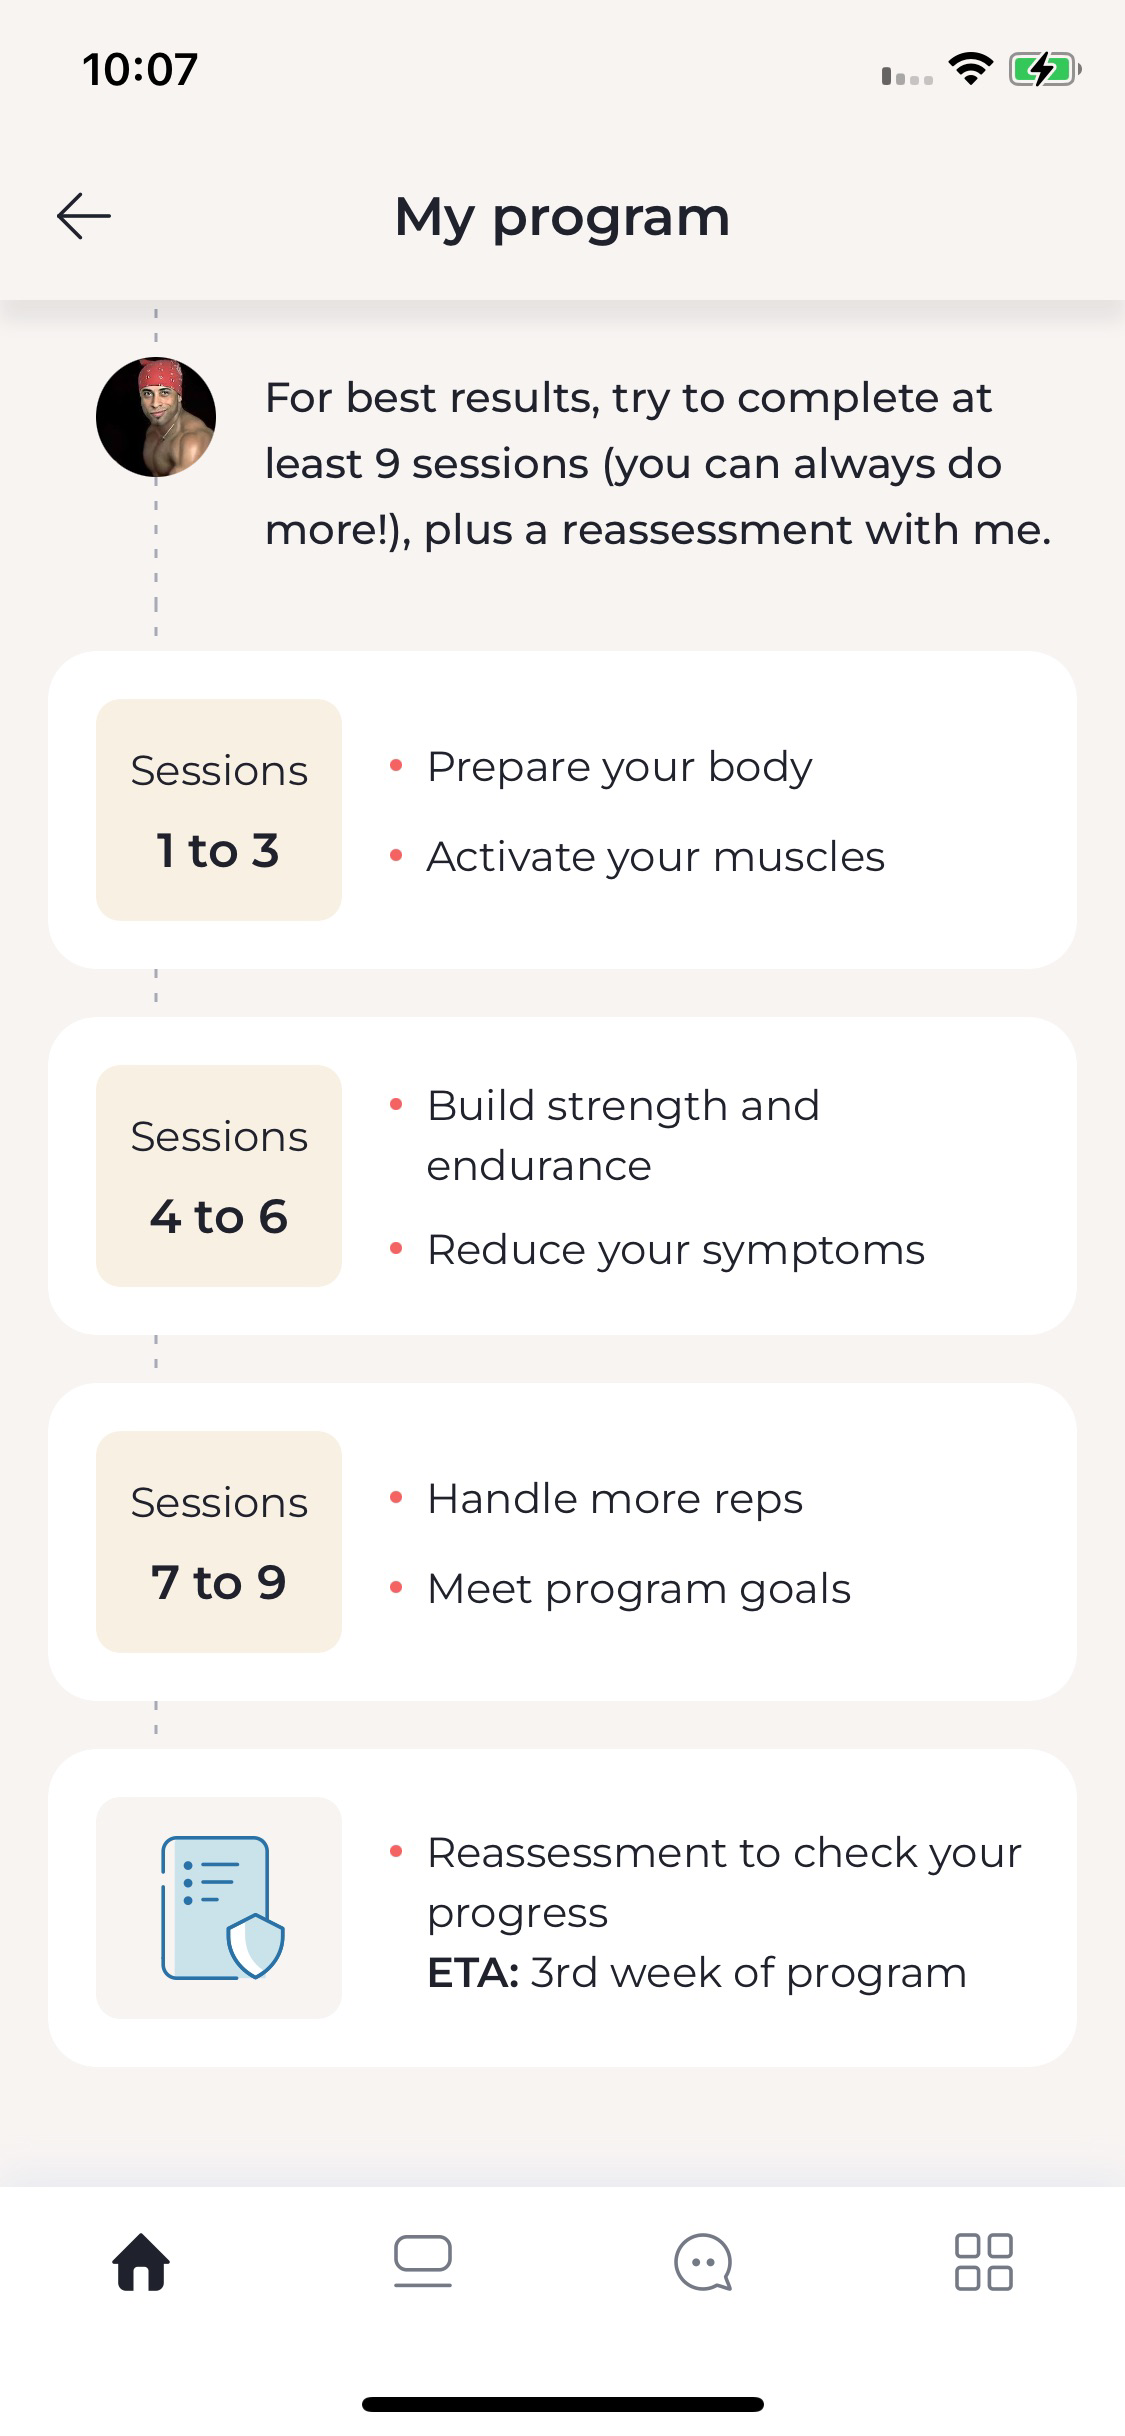 10:07
My program
For best results, try to complete at
least 9 sessions (you can always do
more!), plus a reassessment with me.
Sessions
1 to 3
• Prepare your body
• Activate your muscles
Sessions
4 to 6
• Build strength and
endurance
• Reduce your symptoms
Sessions
7 to 9
• Handle more reps
• Meet program goals
• Reassessment to check your
progress
ETA: 3rd week of program